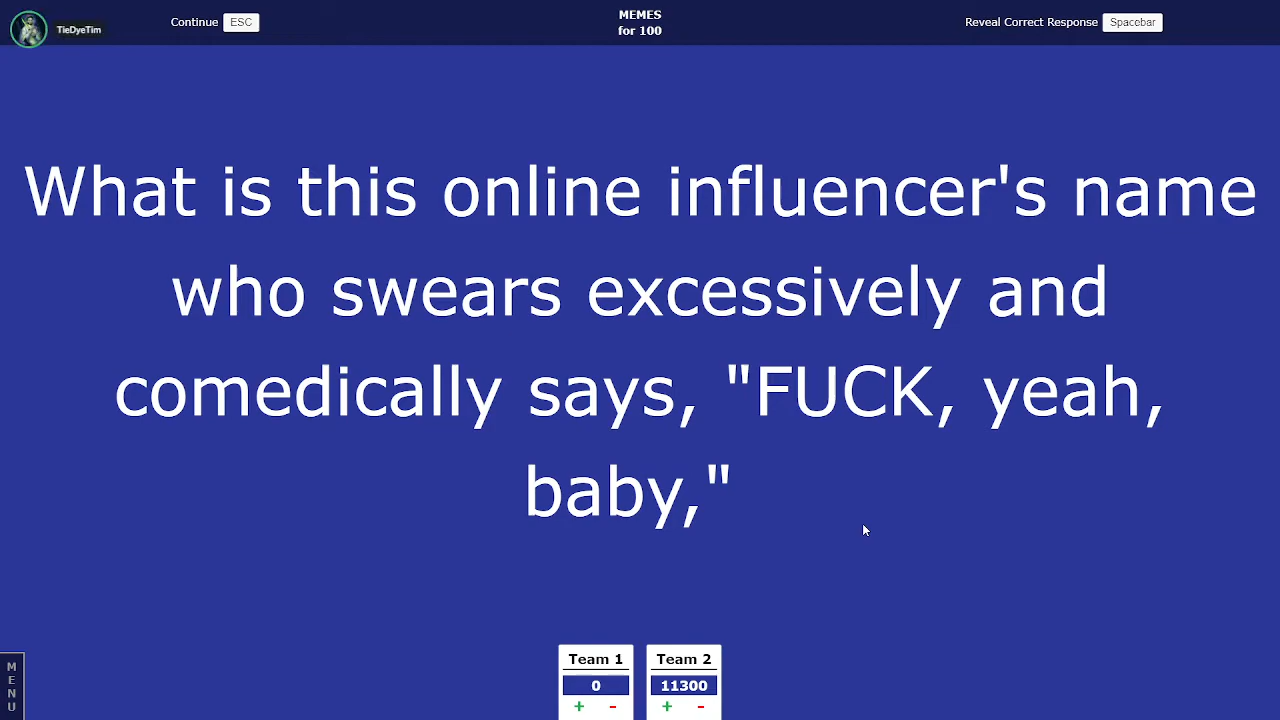 TieDyeTim
Continue ESC
MEMES
for 100
Reveal Correct Response Spacebar
What is this online influencer's name
who swears excessively and
comedically says, "FUCK, yeah,
baby,"
MENU
Team 1
0
+ -
Team 2
11300
+ -